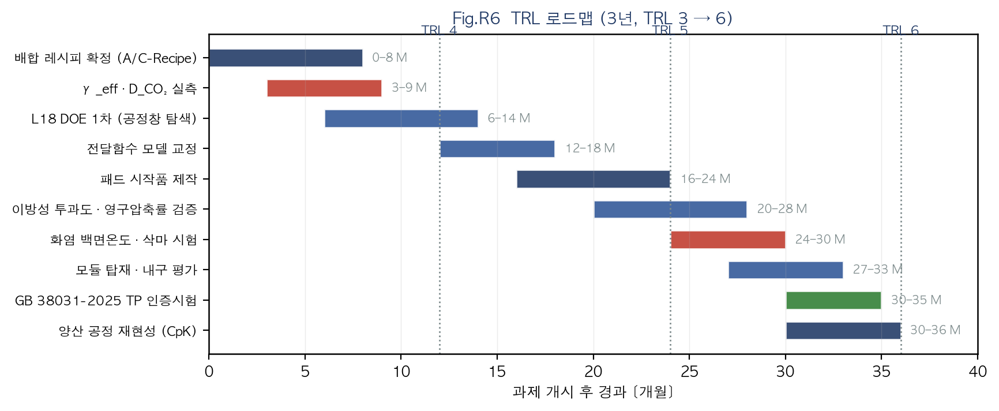 Fig.R6 TRL 로드맵 (3년, TRL 3 → 6)
TRL 4 TRL 5 TRL 6
배합 레시피 확정 (A/C-Recipe) 0–8 M
γ _eff · D_CO₂ 실측 3–9 M
L18 DOE 1차 (공정창 탐색) 6–14 M
전달함수 모델 교정 12–18 M
패드 시작품 제작 16–24 M
이방성 투과도 · 영구압축률 검증 20–28 M
화염 백면온도 · 삭마 시험 24–30 M
모듈 탑재 · 내구 평가 27–33 M
GB 38031-2025 TP 인증시험 30–35 M
양산 공정 재현성 (CpK) 30–36 M
0 5 10 15 20 25 30 35 40
과제 개시 후 경과 [개월]